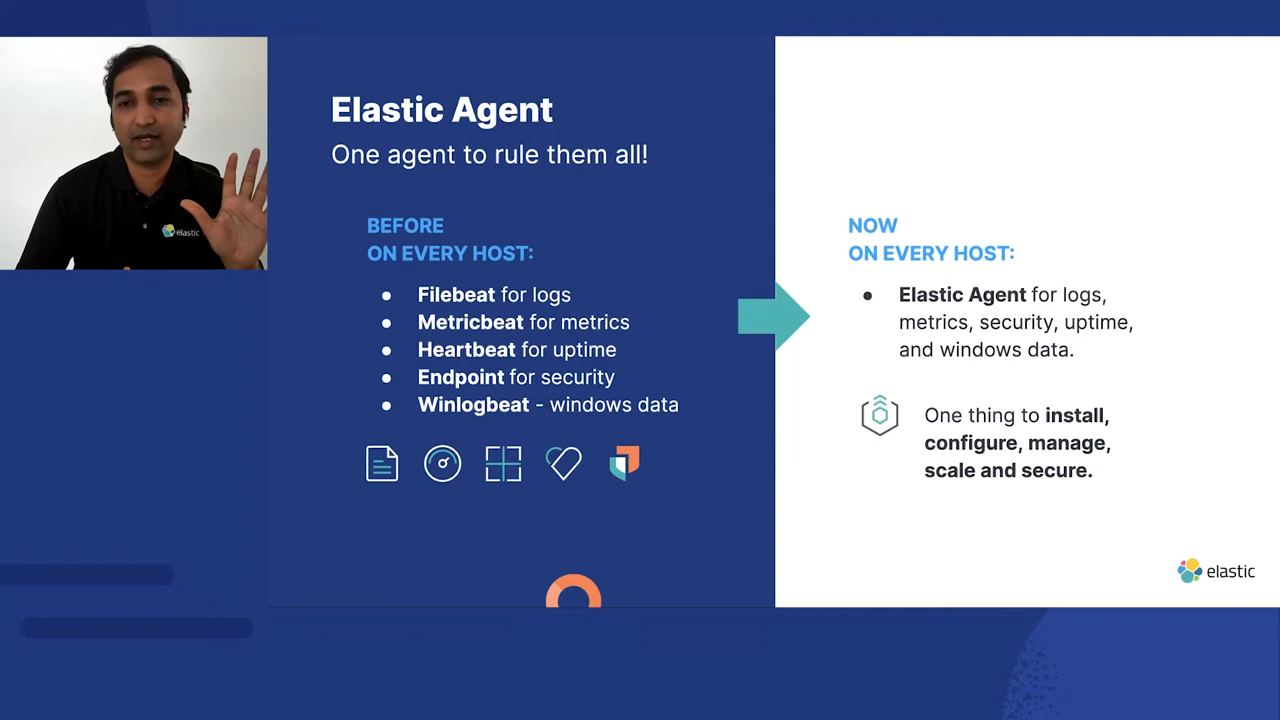 elastic
Elastic Agent
One agent to rule them all!
BEFORE
ON EVERY HOST:
● Filebeat for logs
● Metricbeat for metrics
● Heartbeat for uptime
● Endpoint for security
● Winlogbeat - windows data
NOW
ON EVERY HOST:
● Elastic Agent for logs,
metrics, security, uptime,
and windows data.
One thing to install,
configure, manage,
scale and secure.
elastic